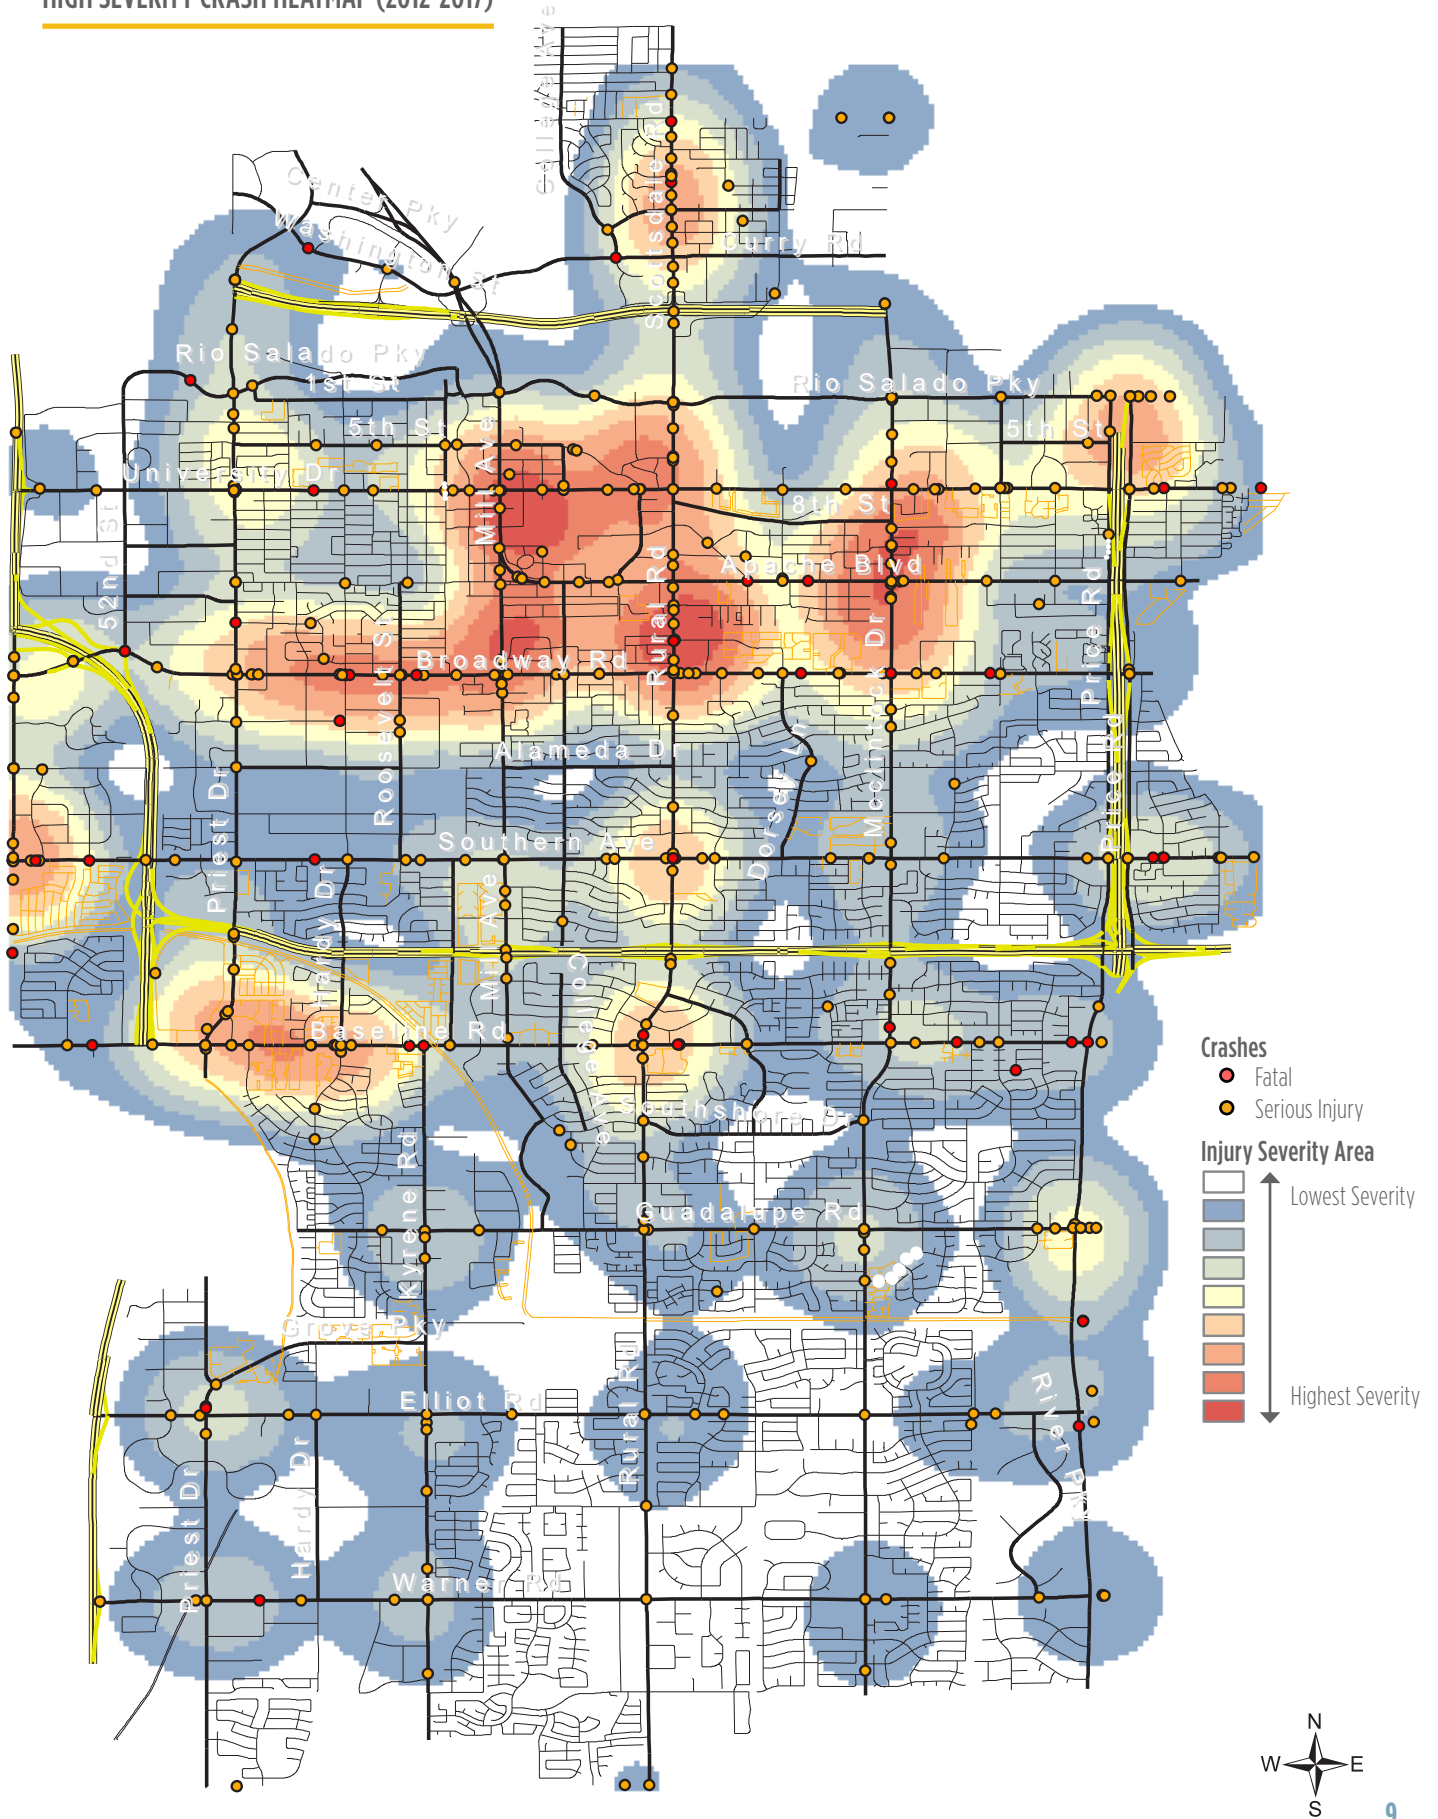 HIGH SEVERITY CRASH HEATMAP (2012-2017)
College Ave
Scottsdale Rd
Center Pky
Washington St
Curry Rd
Rio Salado Pky
1st St
Rio Salado Pky
5th St
5th St
University Dr
Mill Ave
8th St
52nd St
Apache Blvd
Rural Rd
Price Rd
Roosevelt St
Broadway Rd
Mcclintock Dr
Alameda Dr
Dorsey Ln
Price Rd
Priest Dr
Southern Ave
Hardy Dr
Mill Ave
College Ave
Baseline Rd
Southshore Dr
Kyrene Rd
Guadalupe Rd
Grove Pky
Elliot Rd
Rural Rd
River Pky
Priest Dr
Hardy Dr
Warner Rd
Crashes
Fatal
Serious Injury
Injury Severity Area
Lowest Severity
Highest Severity
N
W E
S
9